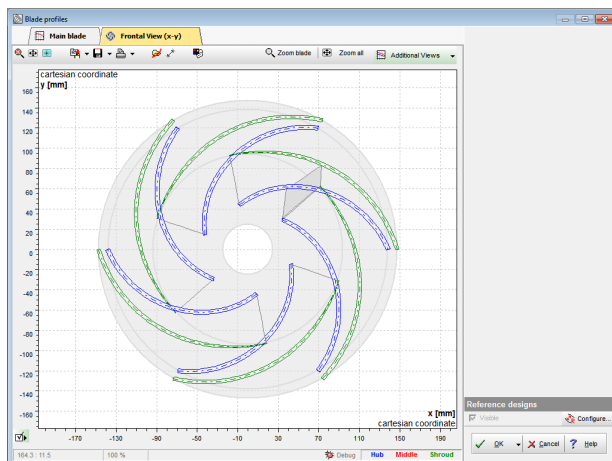 Blade profiles
Main blade
Frontal View (x-y)
Zoom blade
Zoom all
Additional Views
cartesian coordinate
y [mm]
160
140
120
100
80
60
40
20
0
-20
-40
-60
-80
-100
-120
-140
-160
x [mm]
cartesian coordinate
-170 -130 -90 -50 -10 30 70 110 150 190
164.3 : 11.5 100 % Debug Hub Middle Shroud
Reference designs
Visible Configure...
OK Cancel ? Help